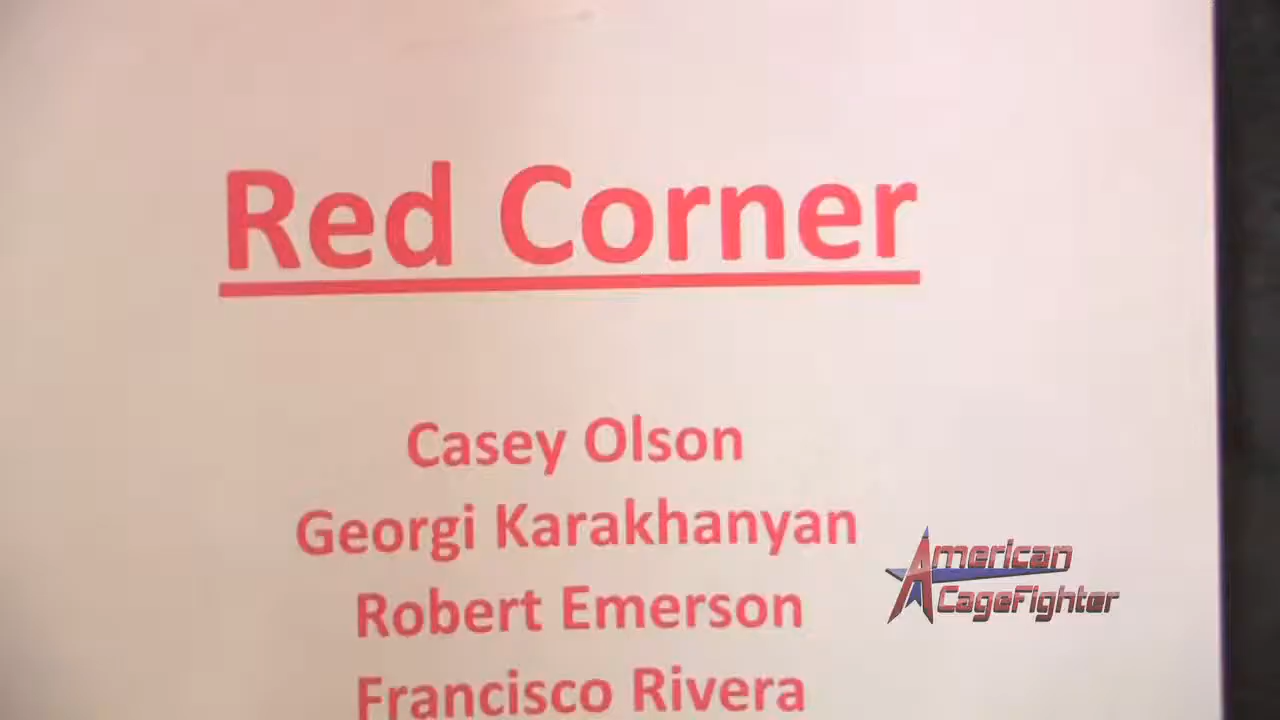 Red Corner
Casey Olson
Georgi Karakhanyan
Robert Emerson
Francisco Rivera
American
CageFighter